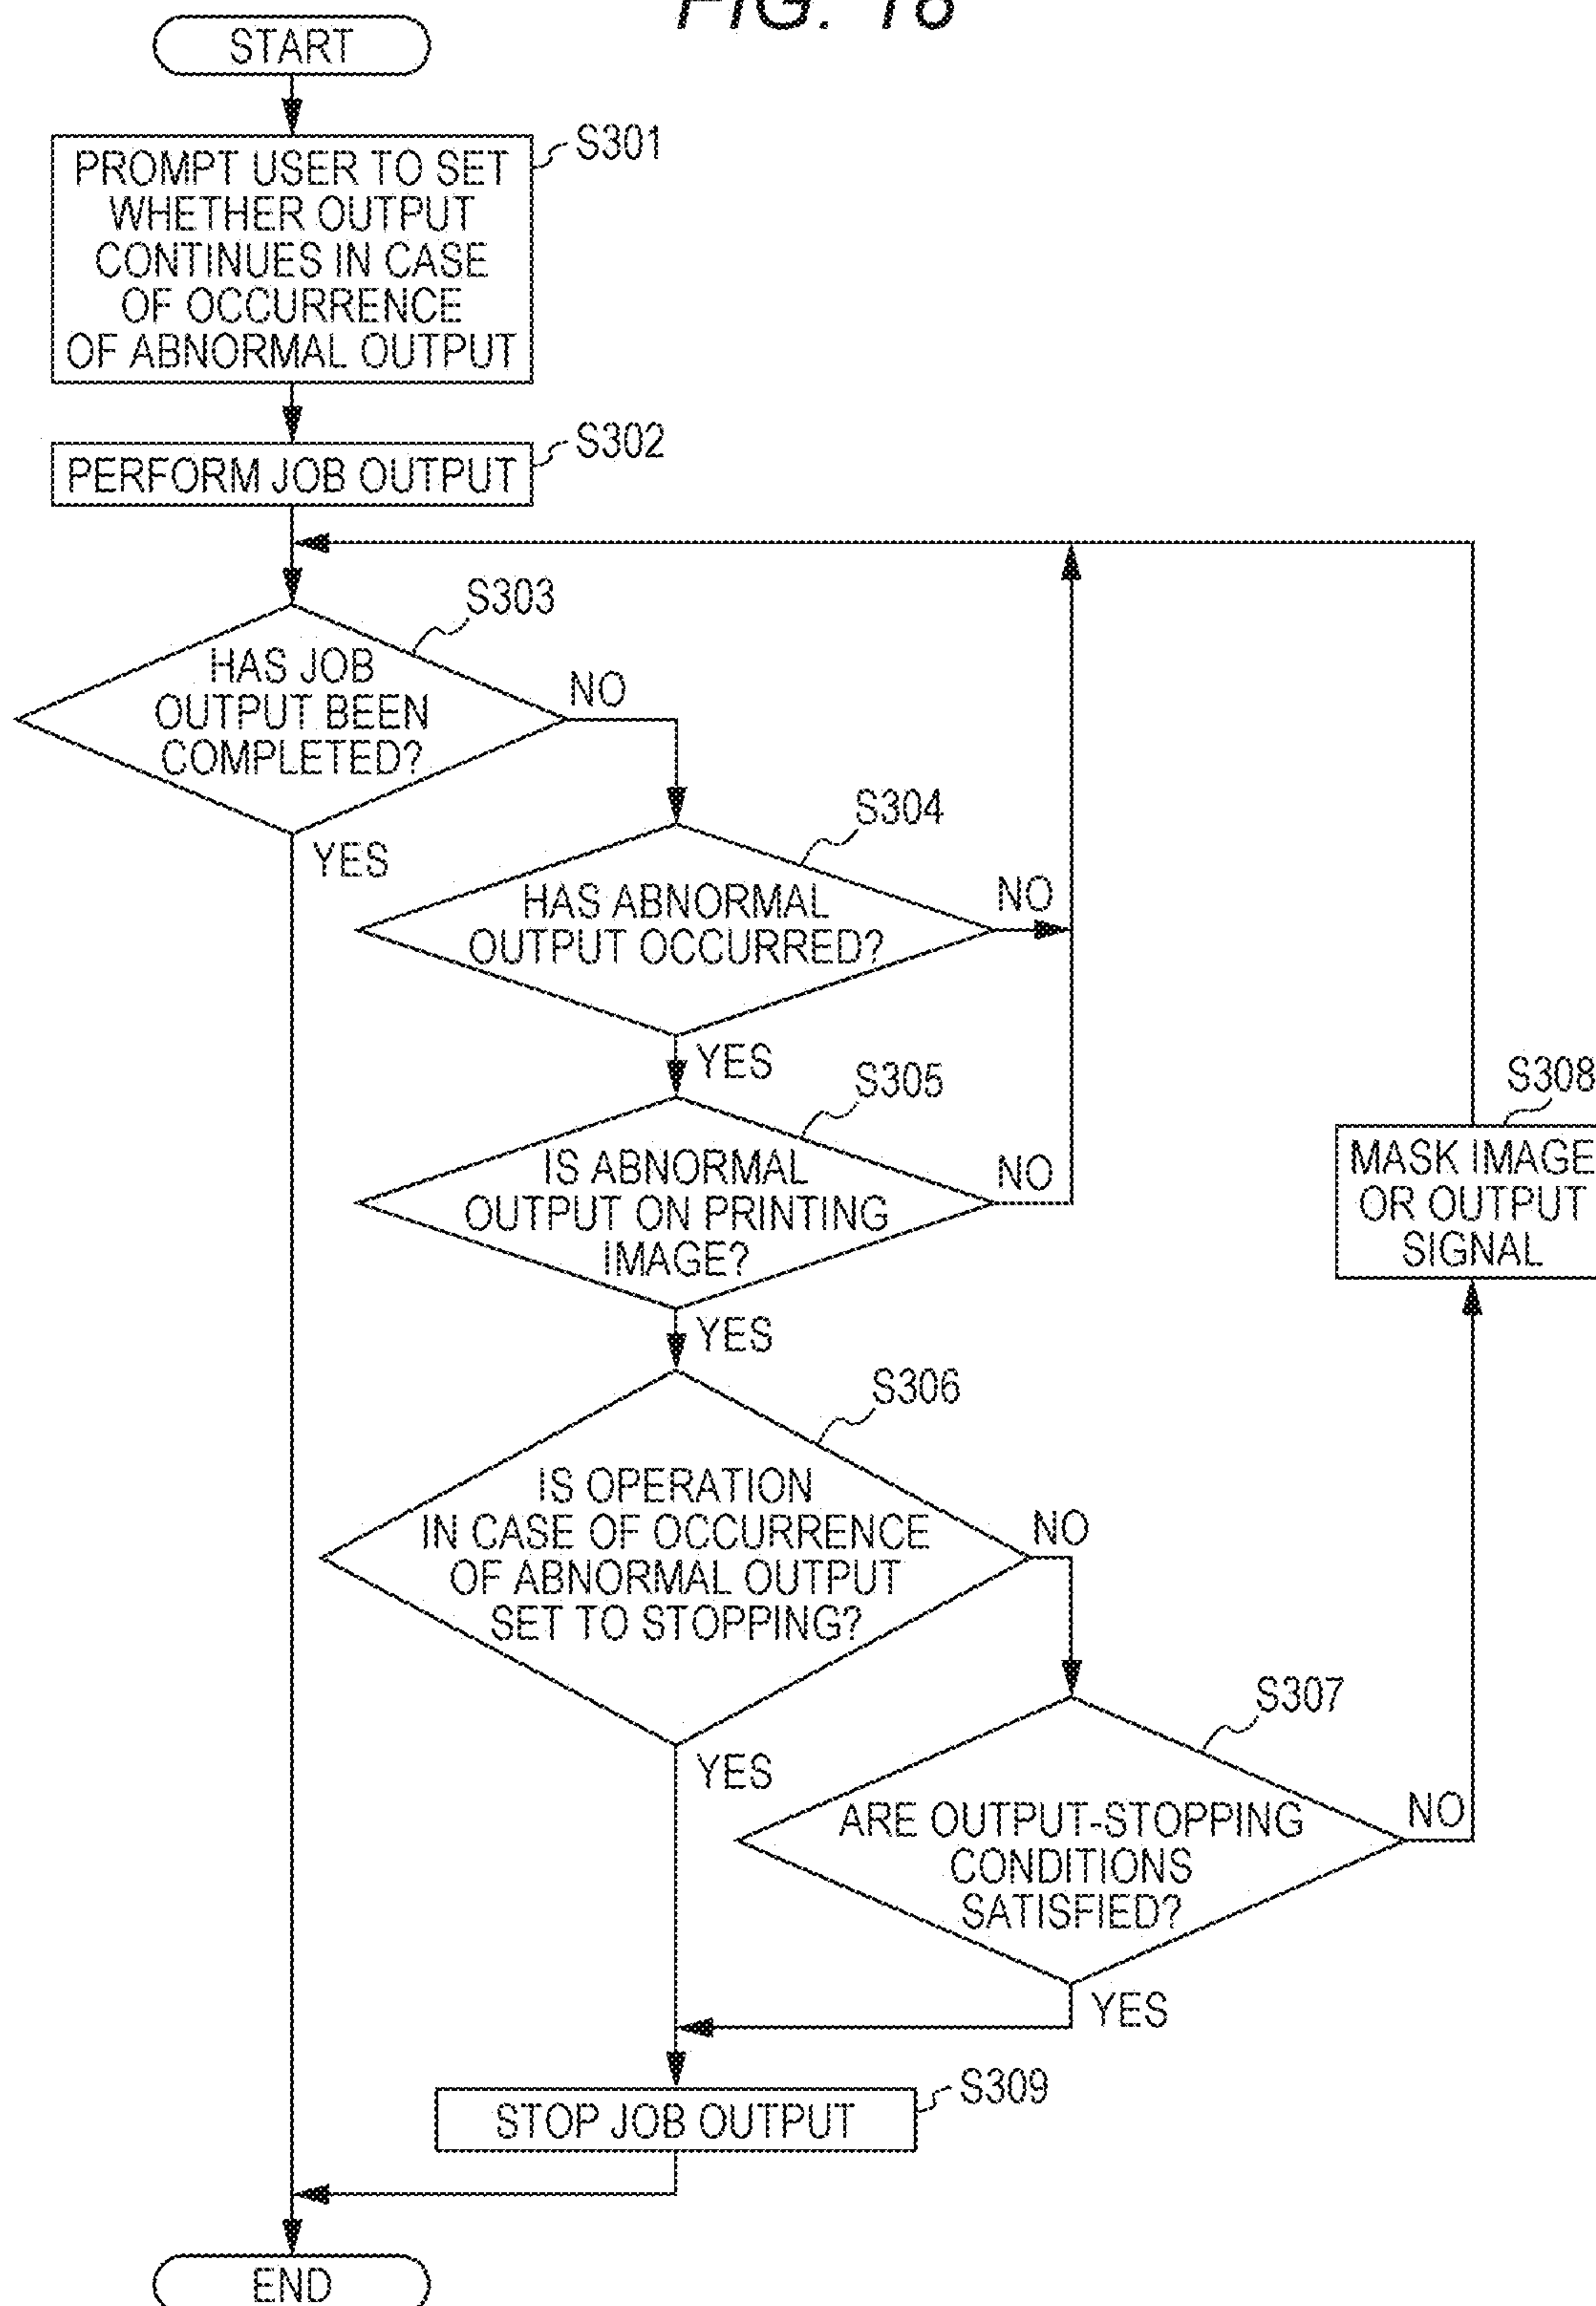 FIG.
START
S301
PROMPT USER TO SET
WHETHER OUTPUT
CONTINUES IN CASE
OF OCCURRENCE
OF ABNORMAL OUTPUT
S302
PERFORM JOB OUTPUT
S303
HAS JOB
OUTPUT BEEN
COMPLETED?
NO
YES
S304
HAS ABNORMAL
OUTPUT OCCURRED?
NO
YES
S305
IS ABNORMAL
OUTPUT ON PRINTING
IMAGE?
NO
YES
S308
MASK IMAGE
OR OUTPUT
SIGNAL
S306
IS OPERATION
IN CASE OF OCCURRENCE
OF ABNORMAL OUTPUT
SET TO STOPPING?
NO
YES
S307
ARE OUTPUT-STOPPING
CONDITIONS
SATISFIED?
NO
YES
S309
STOP JOB OUTPUT
END